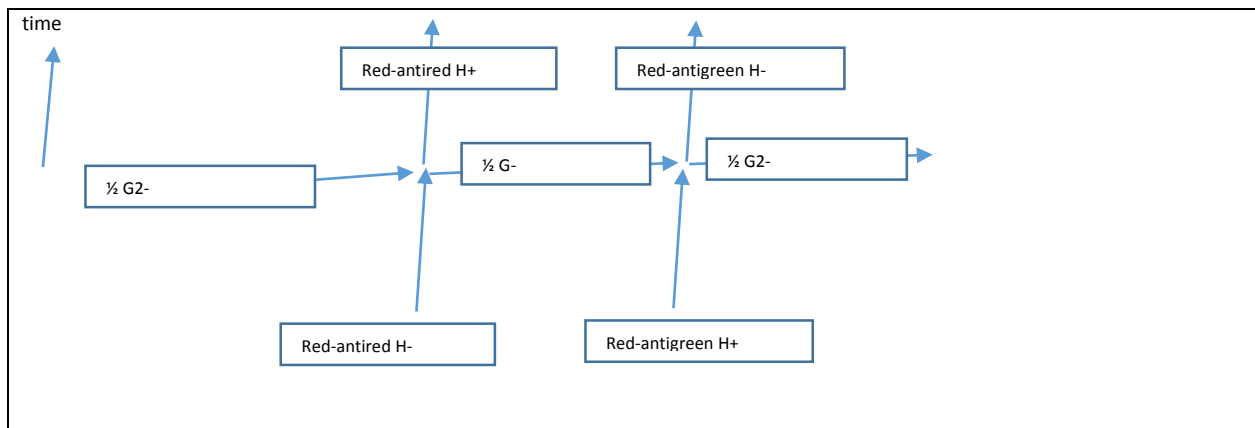 time
Red-antired H+
Red-antigreen H-
½ G-
½ G2-
½ G2-
Red-antired H-
Red-antigreen H+